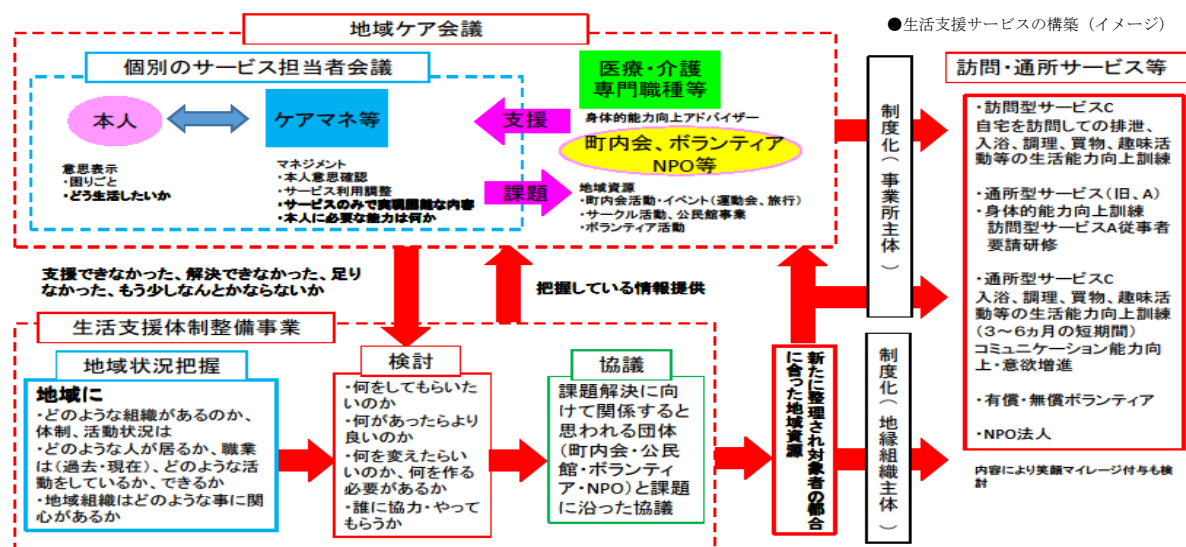 ●生活支援サービスの構築（イメージ）
地域ケア会議
個別のサービス担当者会議
本人
ケアマネ等
意思表示
・困りごと
・どう生活したいか
マネジメント
・本人意思確認
・サービス利用調整
・サービスのみで実現困難な内容
・本人に必要な能力は何か
支援
課題
医療・介護
専門職種等
身体的能力向上アドバイザー
町内会、ボランティア
NPO等
地域資源
・町内会活動・イベント(運動会、旅行)
・サークル活動、公民館事業
・ボランティア活動
支援できなかった、解決できなかった、足り
なかった、もう少しなんとかならないか
把握している情報提供
生活支援体制整備事業
地域状況把握
地域に
・どのような組織があるのか、
体制、活動状況は
・どのような人が居るか、職業
は(過去・現在)、どのような活
動をしているか、できるか
・地域組織はどのような事に関
心があるか
検討
・何をしてもらいた
いのか
・何があったらより
良いのか
・何を変えたらい
いのか、何を作る
必要があるか
・誰に協力・やって
もらうか
協議
課題解決に向
けて関係すると
思われる団体
(町内会・公民
館・ボランティ
ア・NPO)と課題
に沿った協議
新たに整理され対象者の都合
に合った地域資源
制度化(事業所主体)
制度化(地縁組織主体)
訪問・通所サービス等
・訪問型サービスC
自宅を訪問しての排泄、
入浴、調理、買物、趣味活
動等の生活能力向上訓練
・通所型サービス(旧、A)
・身体的能力向上訓練
訪問型サービスA従事者
要請研修
・通所型サービスC
入浴、調理、買物、趣味活
動等の生活能力向上訓練
(3～6ヵ月の短期間)
コミュニケーション能力向
上・意欲増進
・有償・無償ボランティア
・NPO法人
内容により笑顔マイレージ付与も検
討